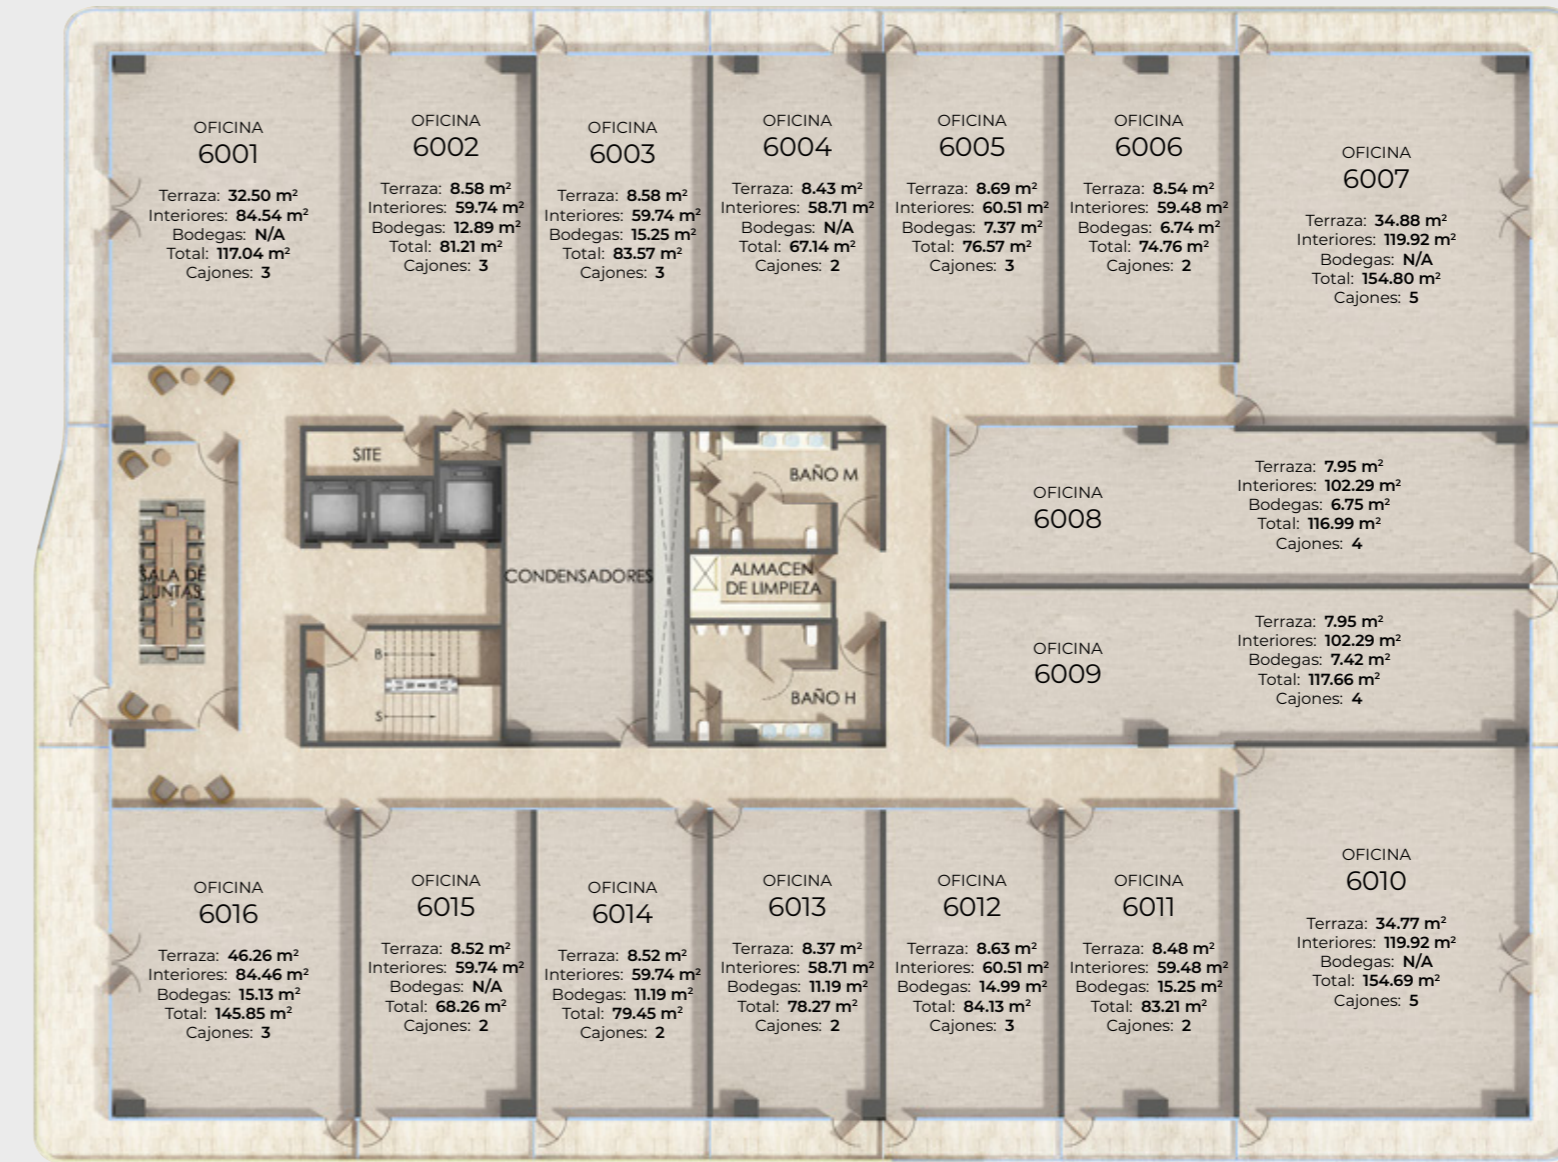 OFICINA
6001
Terraza: 32.50 m²
Interiores: 84.54 m²
Bodegas: N/A
Total: 117.04 m²
Cajones: 3
OFICINA
6002
Terraza: 8.58 m²
Interiores: 59.74 m²
Bodegas: 12.89 m²
Total: 81.21 m²
Cajones: 3
OFICINA
6003
Terraza: 8.58 m²
Interiores: 59.74 m²
Bodegas: 15.25 m²
Total: 83.57 m²
Cajones: 3
OFICINA
6004
Terraza: 8.43 m²
Interiores: 58.71 m²
Bodegas: N/A
Total: 67.14 m²
Cajones: 2
OFICINA
6005
Terraza: 8.69 m²
Interiores: 60.51 m²
Bodegas: 7.37 m²
Total: 76.57 m²
Cajones: 3
OFICINA
6006
Terraza: 8.54 m²
Interiores: 59.48 m²
Bodegas: 6.74 m²
Total: 74.76 m²
Cajones: 2
OFICINA
6007
Terraza: 34.88 m²
Interiores: 119.92 m²
Bodegas: N/A
Total: 154.80 m²
Cajones: 5
SITE
BAÑO M
CONDENSADORES
ALMACEN
DE LIMPIEZA
SALA DE
JUNTAS
B
S
BAÑO H
OFICINA
6008
Terraza: 7.95 m²
Interiores: 102.29 m²
Bodegas: 6.75 m²
Total: 116.99 m²
Cajones: 4
OFICINA
6009
Terraza: 7.95 m²
Interiores: 102.29 m²
Bodegas: 7.42 m²
Total: 117.66 m²
Cajones: 4
OFICINA
6016
Terraza: 46.26 m²
Interiores: 84.46 m²
Bodegas: 15.13 m²
Total: 145.85 m²
Cajones: 3
OFICINA
6015
Terraza: 8.52 m²
Interiores: 59.74 m²
Bodegas: N/A
Total: 68.26 m²
Cajones: 2
OFICINA
6014
Terraza: 8.52 m²
Interiores: 59.74 m²
Bodegas: 11.19 m²
Total: 79.45 m²
Cajones: 2
OFICINA
6013
Terraza: 8.37 m²
Interiores: 58.71 m²
Bodegas: 11.19 m²
Total: 78.27 m²
Cajones: 2
OFICINA
6012
Terraza: 8.63 m²
Interiores: 60.51 m²
Bodegas: 14.99 m²
Total: 84.13 m²
Cajones: 3
OFICINA
6011
Terraza: 8.48 m²
Interiores: 59.48 m²
Bodegas: 15.25 m²
Total: 83.21 m²
Cajones: 2
OFICINA
6010
Terraza: 34.77 m²
Interiores: 119.92 m²
Bodegas: N/A
Total: 154.69 m²
Cajones: 5